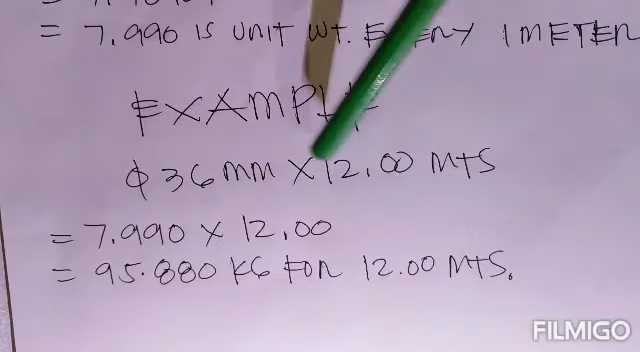 = 7.990 IS UNIT WT. EVERY 1 METER
EXAMPLE
φ 36 mm × 12.00 MTS
= 7.990 × 12.00
= 95.880 KG FOR 12.00 MTS.
FILMIGO